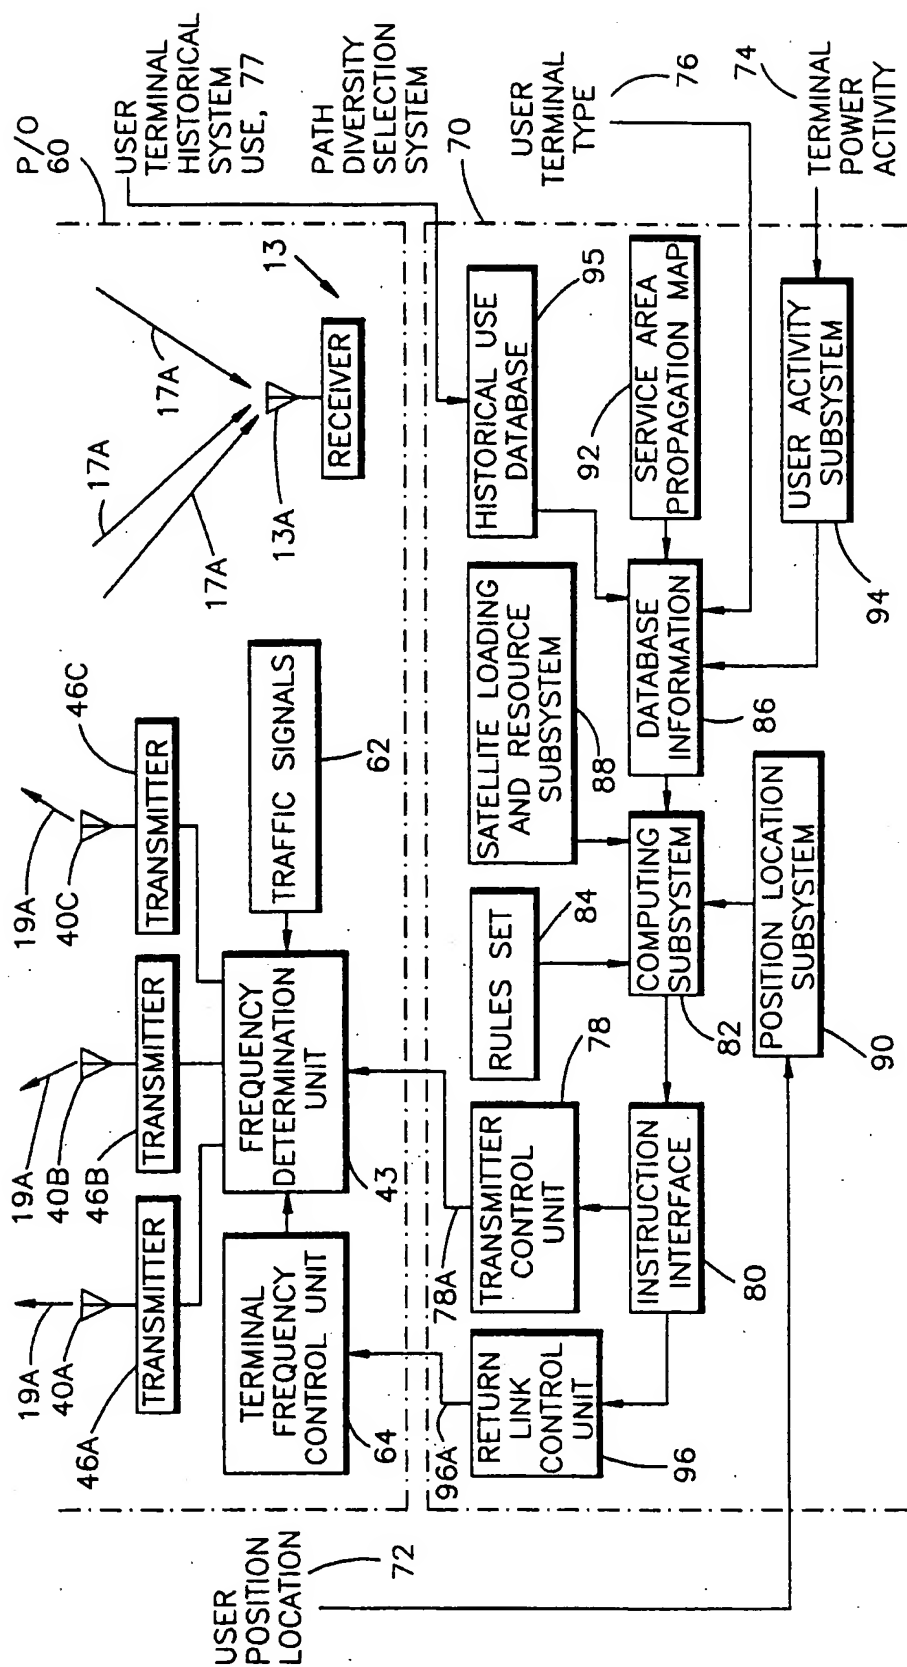 P/O
60
USER
TERMINAL
HISTORICAL
SYSTEM
USE, 77
PATH
DIVERSITY
SELECTION
SYSTEM
70
USER
TERMINAL
TYPE
76
74
TERMINAL
POWER
ACTIVITY
19A
40A
46A
TRANSMITTER
19A
40B
46B
TRANSMITTER
19A
40C
46C
TRANSMITTER
17A
17A
17A
13
13A
RECEIVER
TERMINAL
FREQUENCY
CONTROL UNIT
64
FREQUENCY
DETERMINATION
UNIT
43
TRAFFIC SIGNALS
62
96A
78A
RETURN
LINK
CONTROL
UNIT
96
TRANSMITTER
CONTROL
UNIT
78
RULES SET
84
SATELLITE LOADING
AND RESOURCE
SUBSYSTEM
88
HISTORICAL USE
DATABASE
95
INSTRUCTION
INTERFACE
80
COMPUTING
SUBSYSTEM
82
DATABASE
INFORMATION
86
SERVICE AREA
PROPAGATION MAP
92
POSITION LOCATION
SUBSYSTEM
90
USER ACTIVITY
SUBSYSTEM
94
USER
POSITION
LOCATION
72